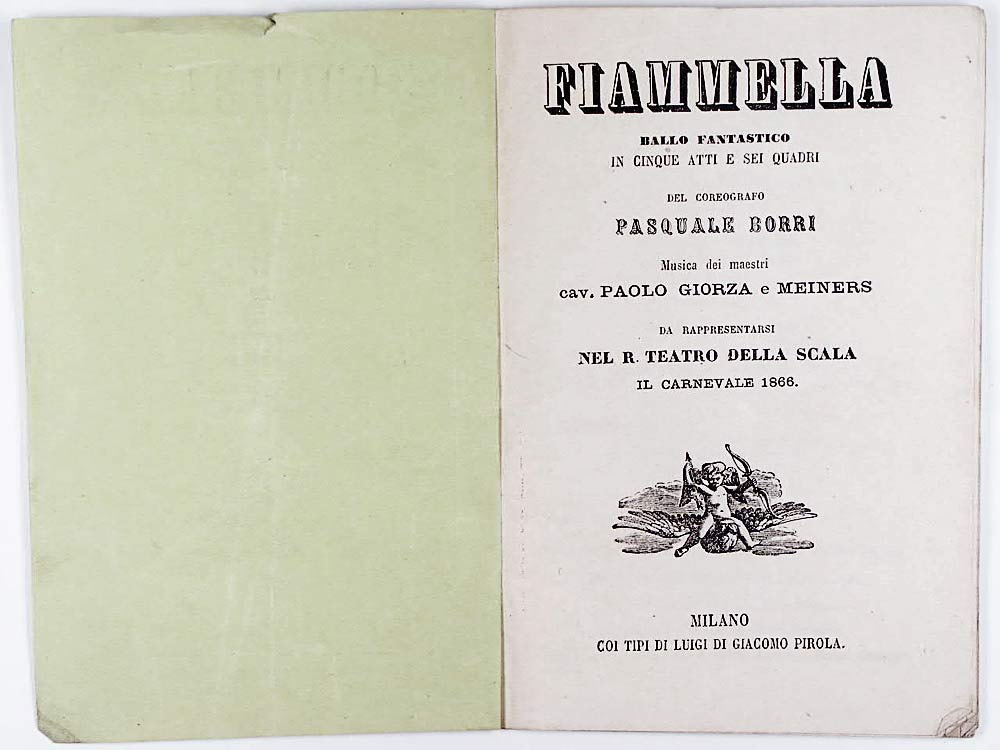 FIAMMELLA
BALLO FANTASTICO
IN CINQUE ATTI E SEI QUADRI
DEL COREOGRAFO
PASQUALE BORRI
Musica dei maestri
cav. PAOLO GIORZA e MEINERS
DA RAPPRESENTARSI
NEL R. TEATRO DELLA SCALA
IL CARNEVALE 1866.
MILANO
COI TIPI DI LUIGI DI GIACOMO PIROLA.